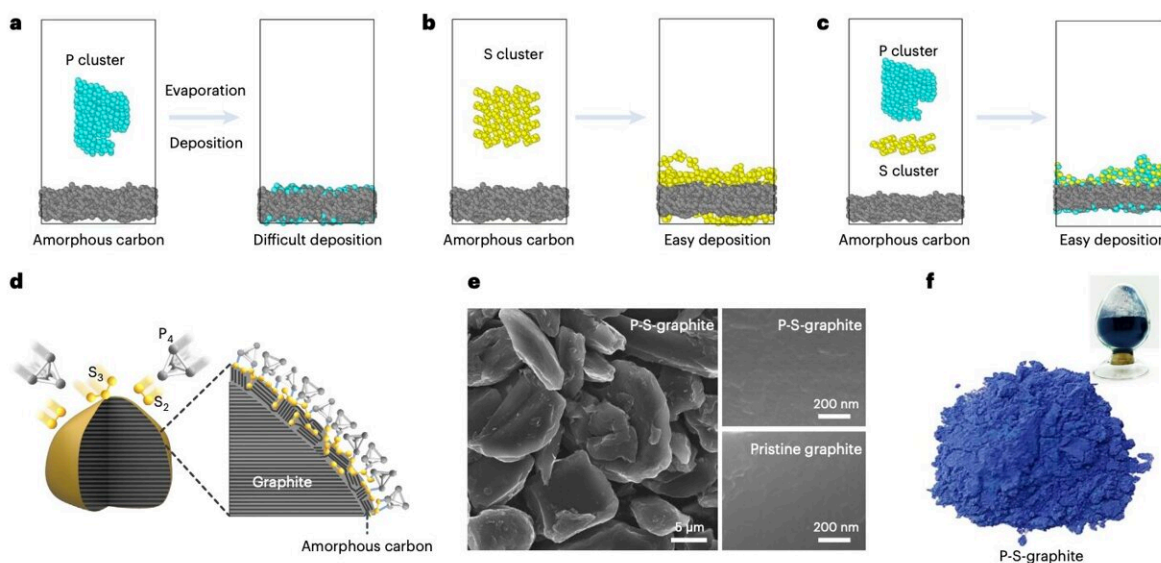 a
P cluster
Evaporation
Deposition
Amorphous carbon
Difficult deposition
b
S cluster
Amorphous carbon
Easy deposition
c
P cluster
S cluster
Amorphous carbon
Easy deposition
d
P4
S3
S2
Graphite
Amorphous carbon
e
P-S-graphite
5 µm
P-S-graphite
200 nm
Pristine graphite
200 nm
f
P-S-graphite